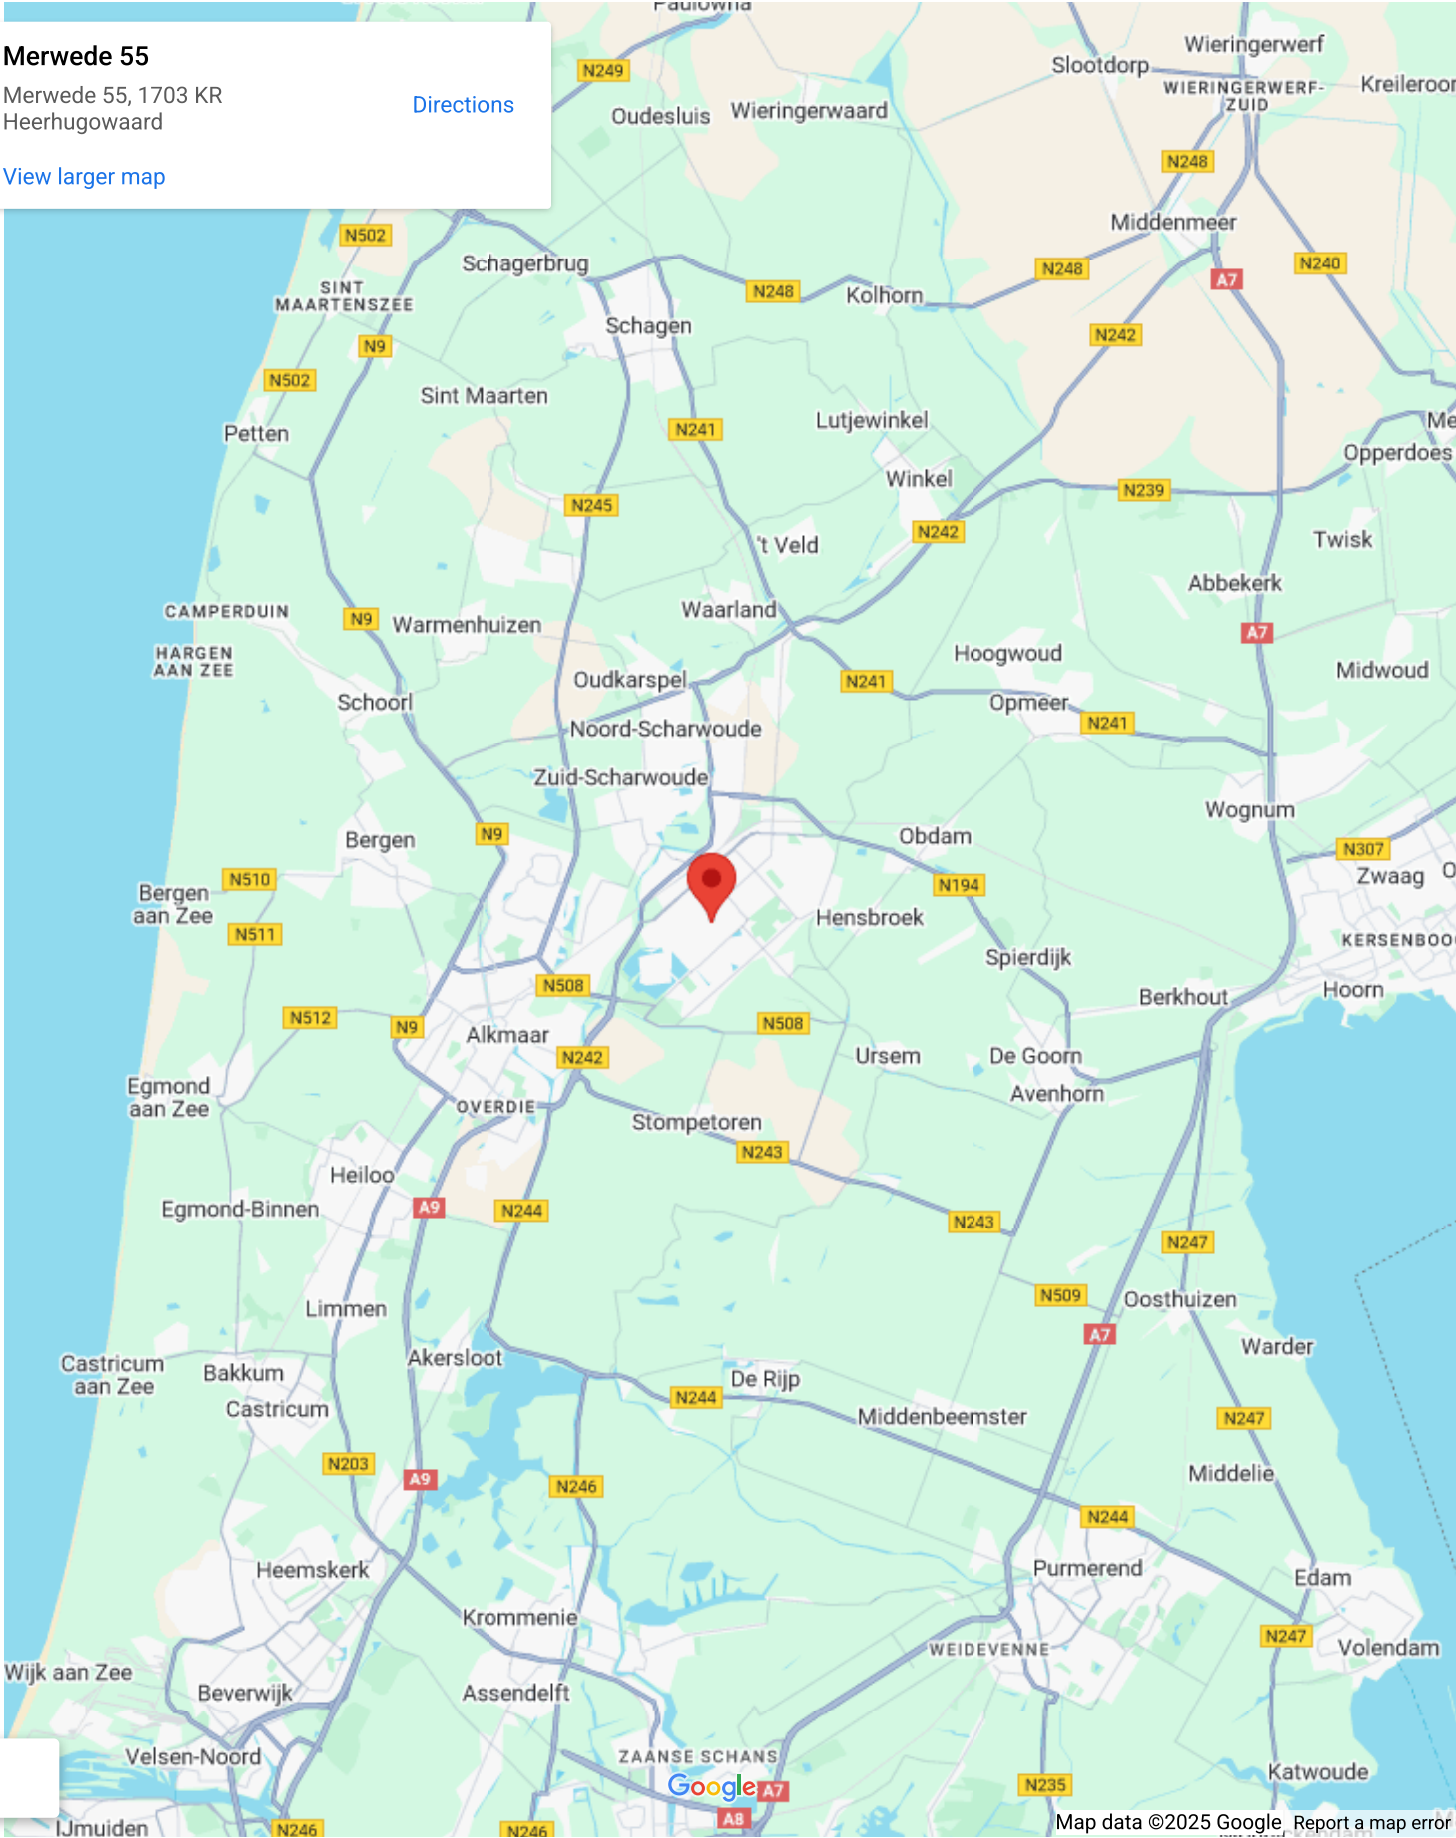 Paulowna
Merwede 55
Merwede 55, 1703 KR
Heerhugowaard
Directions
View larger map
N249
Wieringerwerf
Slootdorp
WIERINGERWERF-
ZUID
Oudesluis
Wieringerwaard
N248
Middenmeer
N502
Schagerbrug
N248
N240
SINT
MAARTENSZEE
N248
Kolhorn
A7
Schagen
N242
N9
N502
Sint Maarten
Petten
N241
Lutjewinkel
Opperdoes
Winkel
N239
N245
N242
't Veld
Twisk
Abbekerk
CAMPERDUIN
N9
Warmenhuizen
Waarland
A7
HARGEN
AAN ZEE
Hoogwoud
Midwoud
Oudkarspel
N241
Schoorl
Opmeer
Noord-Scharwoude
N241
Zuid-Scharwoude
Wognum
Bergen
N9
Obdam
N307
N510
Bergen
aan Zee
N194
Zwaag
O
N511
Hensbroek
KERSENBOO
Spierdijk
N508
Berkhout
Hoorn
N512
N9
Alkmaar
N508
N242
Ursem
De Goorn
Egmond
aan Zee
Avenhorn
OVERDIE
Stompetoren
N243
Heiloo
Egmond-Binnen
A9
N244
N243
N247
N509
Oosthuizen
Limmen
A7
Warder
Akersloot
Castricum
aan Zee
Bakkum
De Rijp
N244
Castricum
Middenbeemster
N247
N203
A9
N246
Middelie
N244
Heemskerk
Purmerend
Edam
Krommenie
N247
WEIDEVENNE
Volendam
Wijk aan Zee
Beverwijk
Assendelft
Velsen-Noord
ZAANSE SCHANS
Katwoude
Google
A7
N235
A8
IJmuiden
N246
N246
Map data ©2025 Google
Report a map error